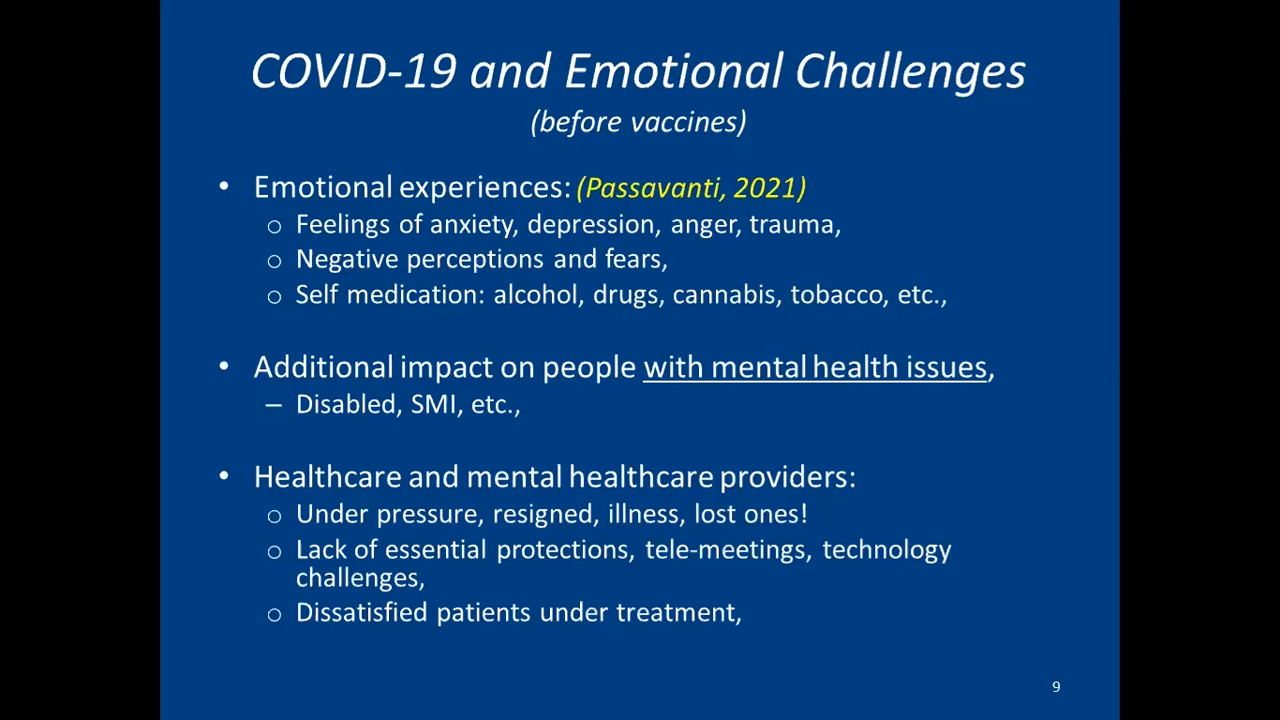 COVID-19 and Emotional Challenges
(before vaccines)
• Emotional experiences: (Passavanti, 2021)
o Feelings of anxiety, depression, anger, trauma,
o Negative perceptions and fears,
o Self medication: alcohol, drugs, cannabis, tobacco, etc.,
• Additional impact on people with mental health issues,
– Disabled, SMI, etc.,
• Healthcare and mental healthcare providers:
o Under pressure, resigned, illness, lost ones!
o Lack of essential protections, tele-meetings, technology
challenges,
o Dissatisfied patients under treatment,
9